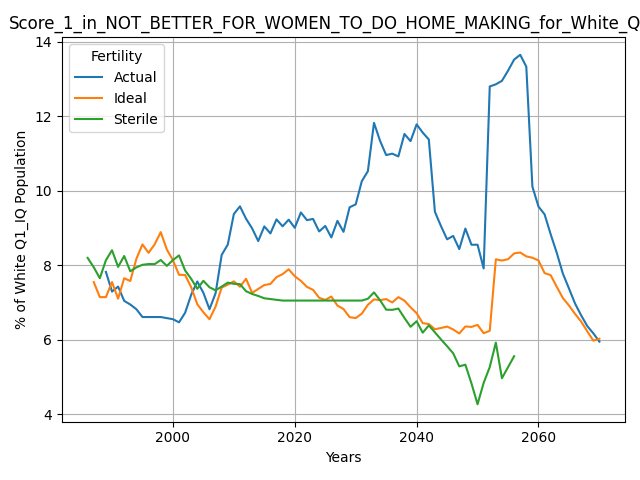 Score_1_in_NOT_BETTER_FOR_WOMEN_TO_DO_HOME_MAKING_for_White_Q
14
12
10
8
6
4
% of White Q1_IQ Population
Fertility
Actual
Ideal
Sterile
2000
2020
2040
2060
Years